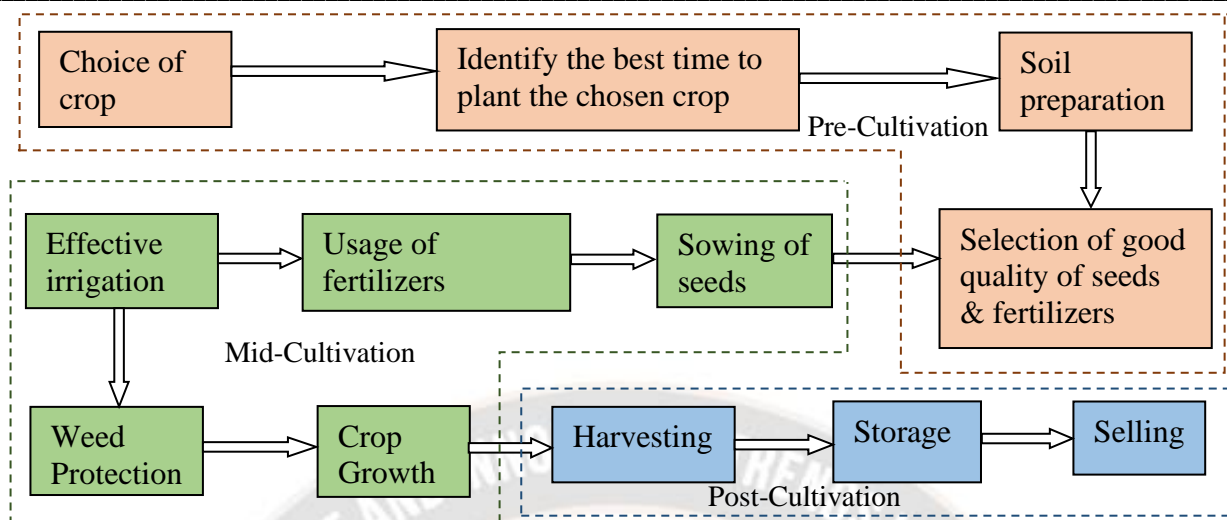 Choice of
crop
Identify the best time to
plant the chosen crop
Soil
preparation
Pre-Cultivation
Effective
irrigation
Usage of
fertilizers
Sowing of
seeds
Selection of good
quality of seeds
& fertilizers
Mid-Cultivation
Weed
Protection
Crop
Growth
Harvesting
Storage
Selling
Post-Cultivation